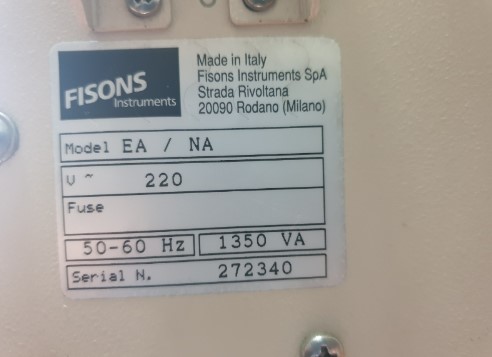 FISONS
Instruments
Made in Italy
Fisons Instruments SpA
Strada Rivoltana
20090 Rodano (Milano)
Model EA / NA
V ~ 220
Fuse
50-60 Hz 1350 VA
Serial N. 272340